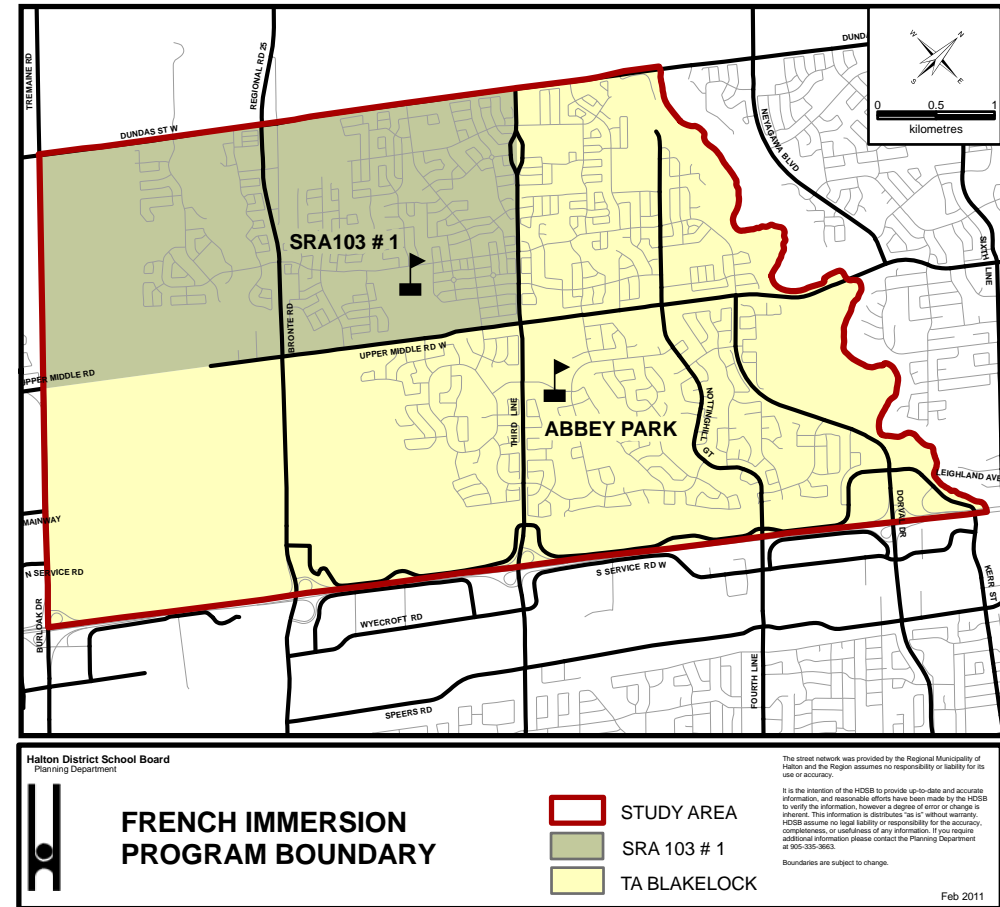 TREMAINE RD
REGIONAL RD 25
DUNDAS ST W
NEYAGAWA BLVD
W
N
S
E
0 0.5 1
kilometres
SIXTH LINE
SRA103 # 1
BRONTE RD
UPPER MIDDLE RD W
UPPER MIDDLE RD
THIRD LINE
ABBEY PARK
NOTTINGHILL GT
LEIGHLAND AVE
DORVAL DR
MAINWAY
N SERVICE RD
S SERVICE RD W
KERR ST
BURLOAK DR
WYECROFT RD
FOURTH LINE
SPEERS RD
Halton District School Board
Planning Department
FRENCH IMMERSION
PROGRAM BOUNDARY
STUDY AREA
SRA 103 # 1
TA BLAKELOCK
The street network was provided by the Regional Municipality of
Halton and the Region assumes no responsibility or liability for its
use or accuracy.
It is the intention of the HDSB to provide up-to-date and accurate
information, and reasonable efforts have been made by the HDSB
to verify the information, however a degree of error or change is
inherent. This information is distributes "as is" without warranty.
HDSB assume no legal liability or responsibility for the accuracy,
completeness, or usefulness of any information. If you require
additional information please contact the Planning Department
at 905-335-3663.
Boundaries are subject to change.
Feb 2011